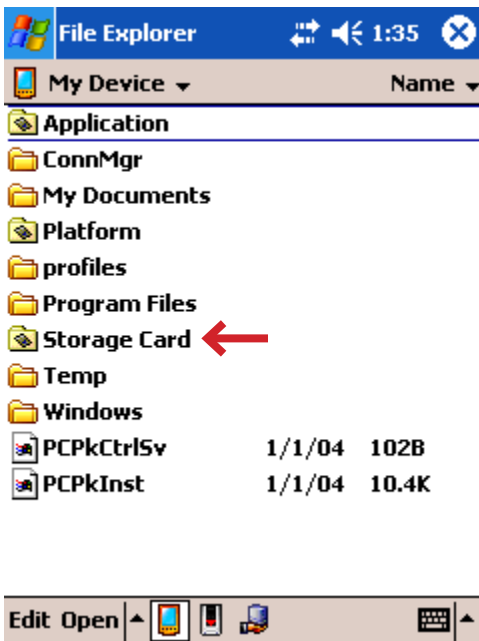 File Explorer 1:35
My Device Name
Application
ConnMgr
My Documents
Platform
profiles
Program Files
Storage Card
Temp
Windows
PCPkCtrlSv 1/1/04 102B
PCPkInst 1/1/04 10.4K
Edit Open